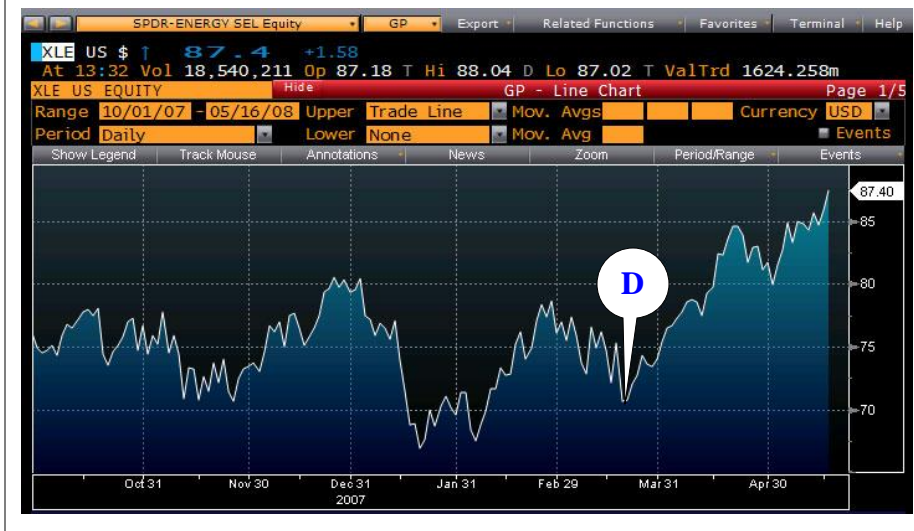 SPDR-ENERGY SEL Equity GP Export Related Functions Favorites Terminal Help
XLE US $ ↑ 87.4 +1.58
At 13:32 Vol 18,540,211 Op 87.18 T Hi 88.04 D Lo 87.02 T ValTrd 1624.258m
XLE US EQUITY Hide GP - Line Chart Page 1/5
Range 10/01/07 - 05/16/08 Upper Trade Line Mov. Avgs Currency USD
Period Daily Lower None Mov. Avg Events
Show Legend Track Mouse Annotations News Zoom Period/Range Events
87.40
85
D
80
75
70
Oct 31 Nov 30 Dec 31 Jan 31 Feb 29 Mar 31 Apr 30
2007